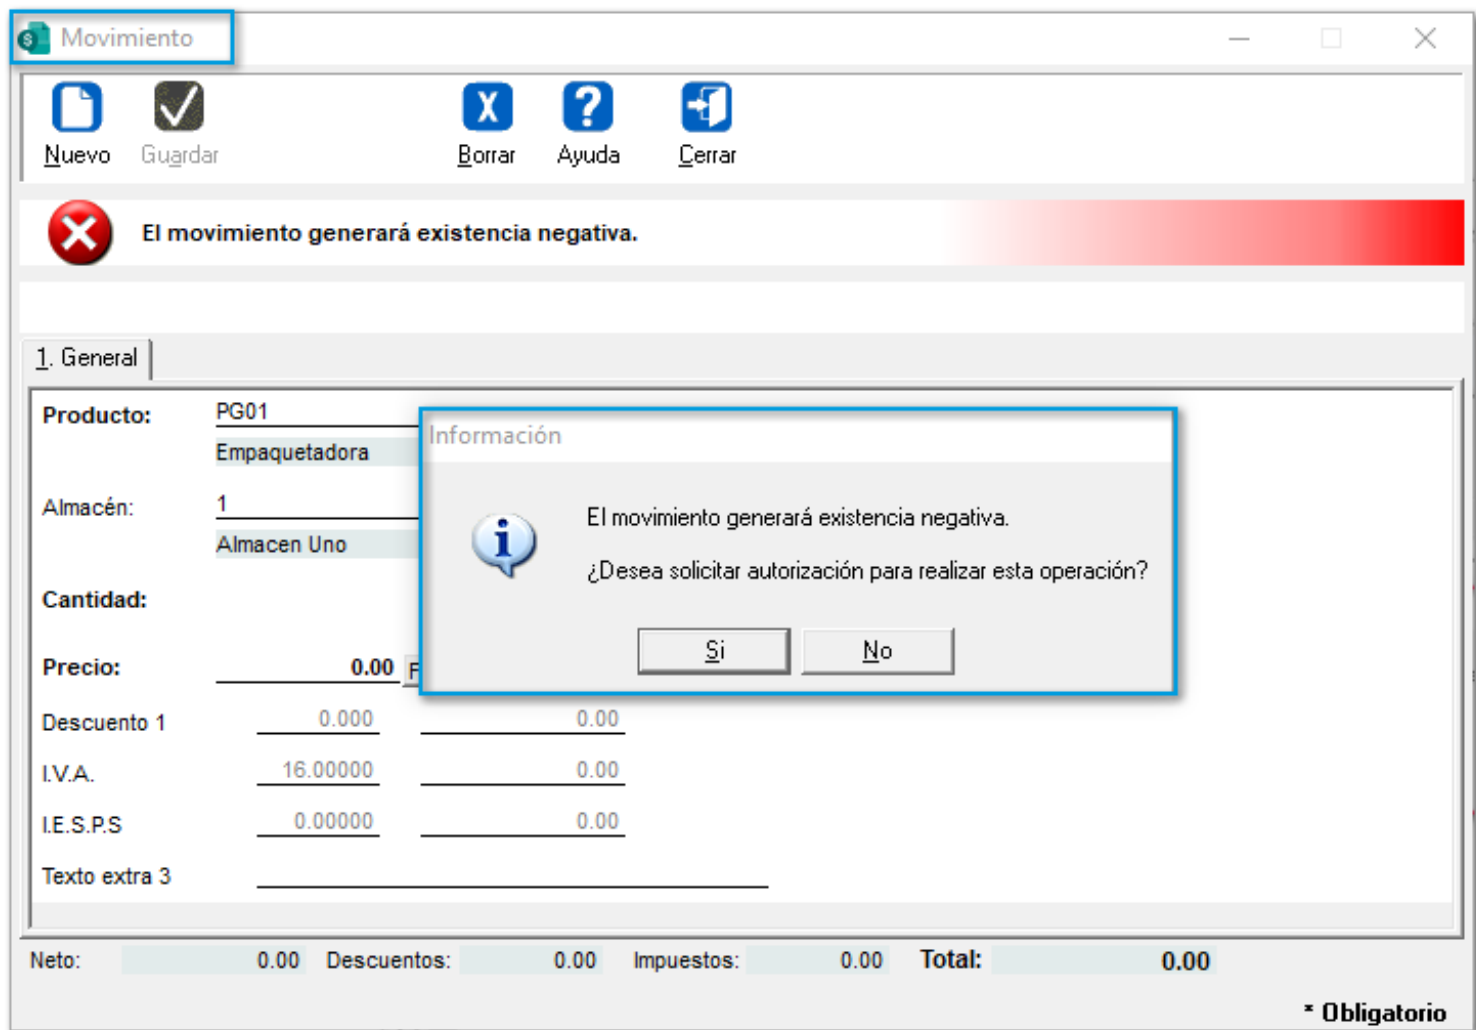 Movimiento
Nuevo Guardar Borrar Ayuda Cerrar
El movimiento generará existencia negativa.
1. General
Producto: PG01
Empaquetadora
Información
Almacén: 1
Almacen Uno
El movimiento generará existencia negativa.
¿Desea solicitar autorización para realizar esta operación?
Si No
Cantidad:
Precio: 0.00 F
Descuento 1 0.000 0.00
I.V.A. 16.00000 0.00
I.E.S.P.S 0.00000 0.00
Texto extra 3
Neto: 0.00 Descuentos: 0.00 Impuestos: 0.00 Total: 0.00
* Obligatorio